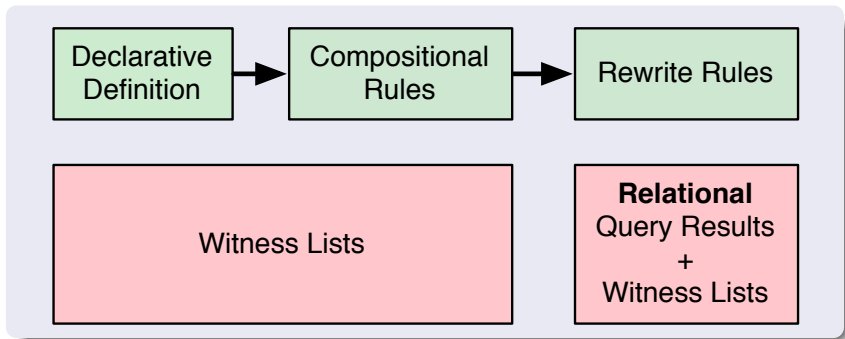 Declarative
Definition
Compositional
Rules
Rewrite Rules
Witness Lists
Relational
Query Results
+
Witness Lists